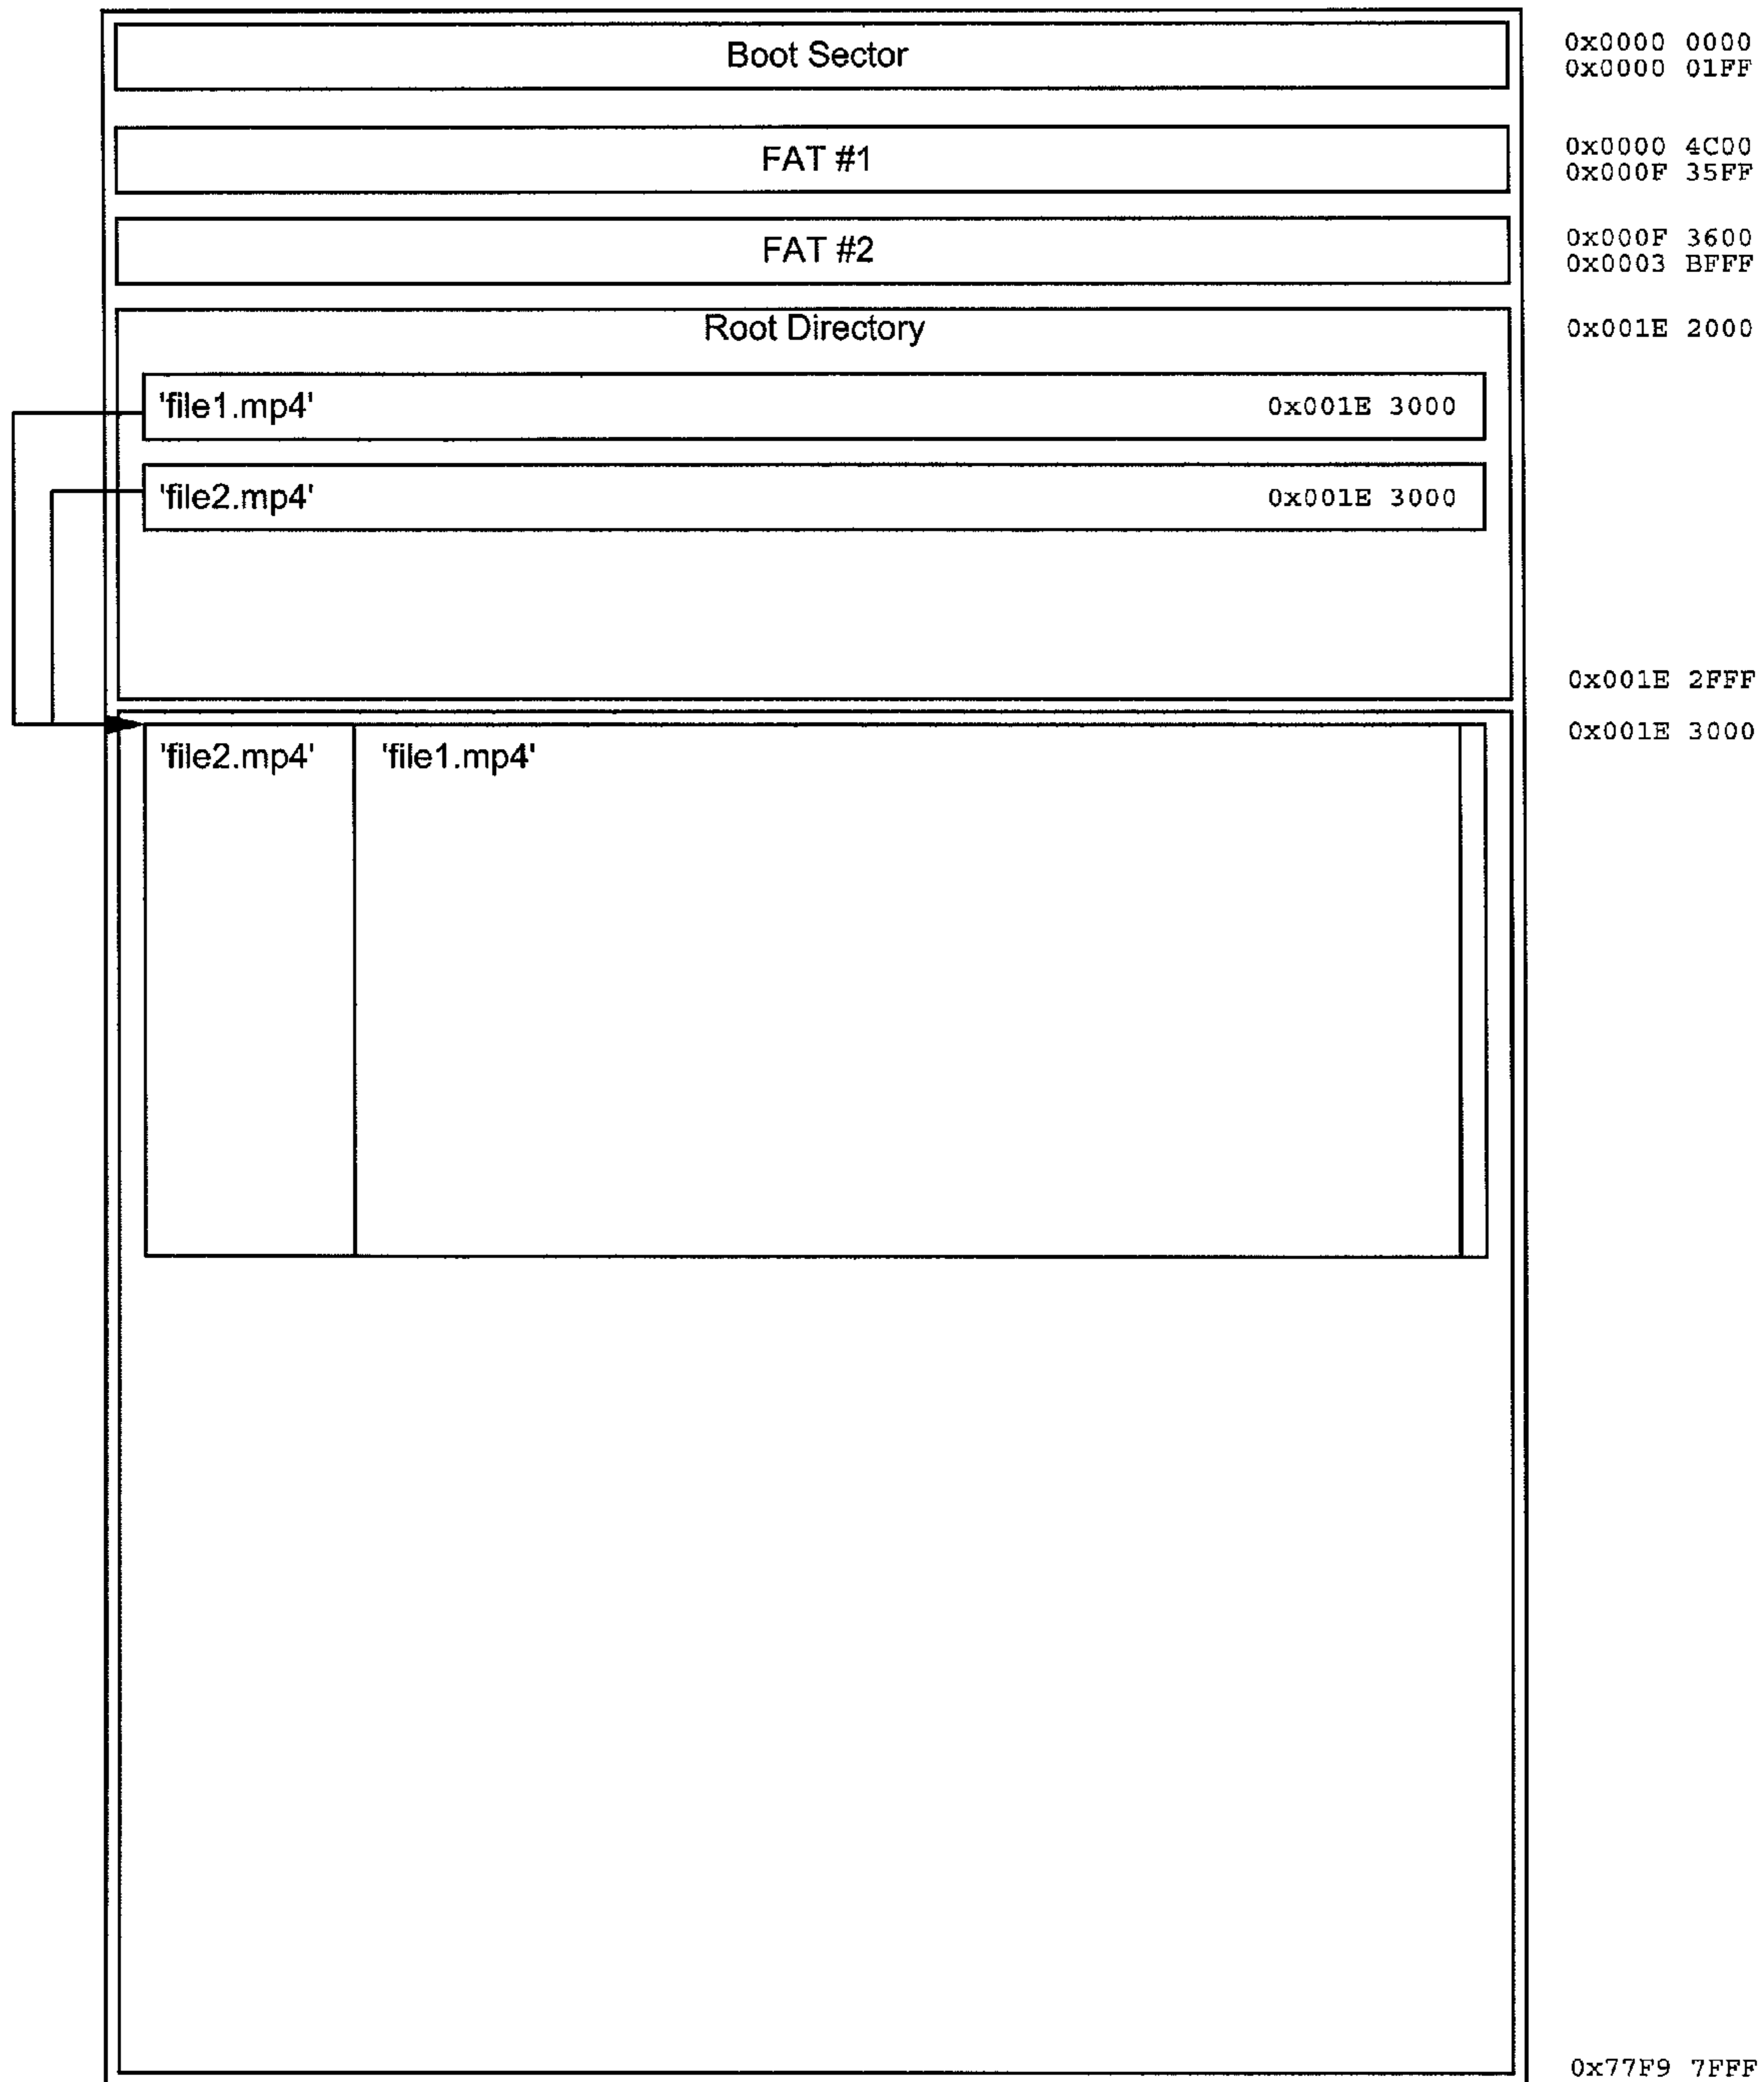 Boot Sector
0x0000 0000
0x0000 01FF
FAT #1
0x0000 4C00
0x000F 35FF
FAT #2
0x000F 3600
0x0003 BFFF
Root Directory
0x001E 2000
'file1.mp4' 0x001E 3000
'file2.mp4' 0x001E 3000
0x001E 2FFF
0x001E 3000
'file2.mp4' 'file1.mp4'
0x77F9 7FFF